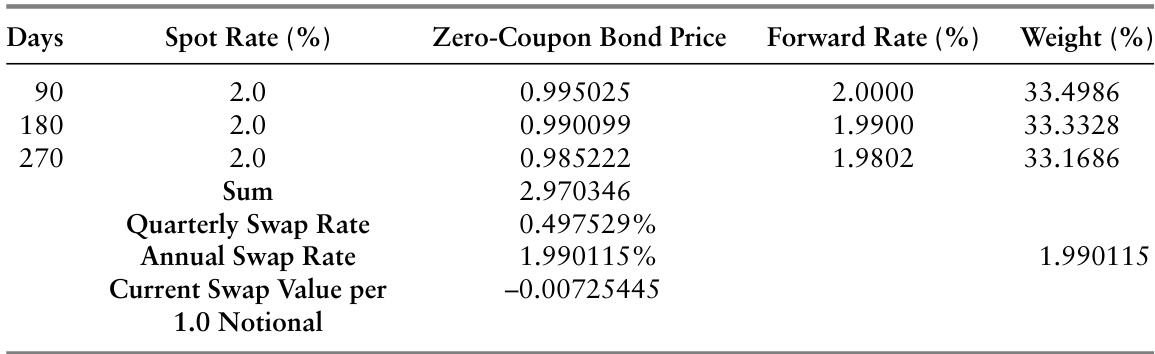 Days Spot Rate (%) Zero-Coupon Bond Price Forward Rate (%) Weight (%)
90 2.0 0.995025 2.0000 33.4986
180 2.0 0.990099 1.9900 33.3328
270 2.0 0.985222 1.9802 33.1686
Sum 2.970346
Quarterly Swap Rate 0.497529%
Annual Swap Rate 1.990115% 1.990115
Current Swap Value per –0.00725445
1.0 Notional